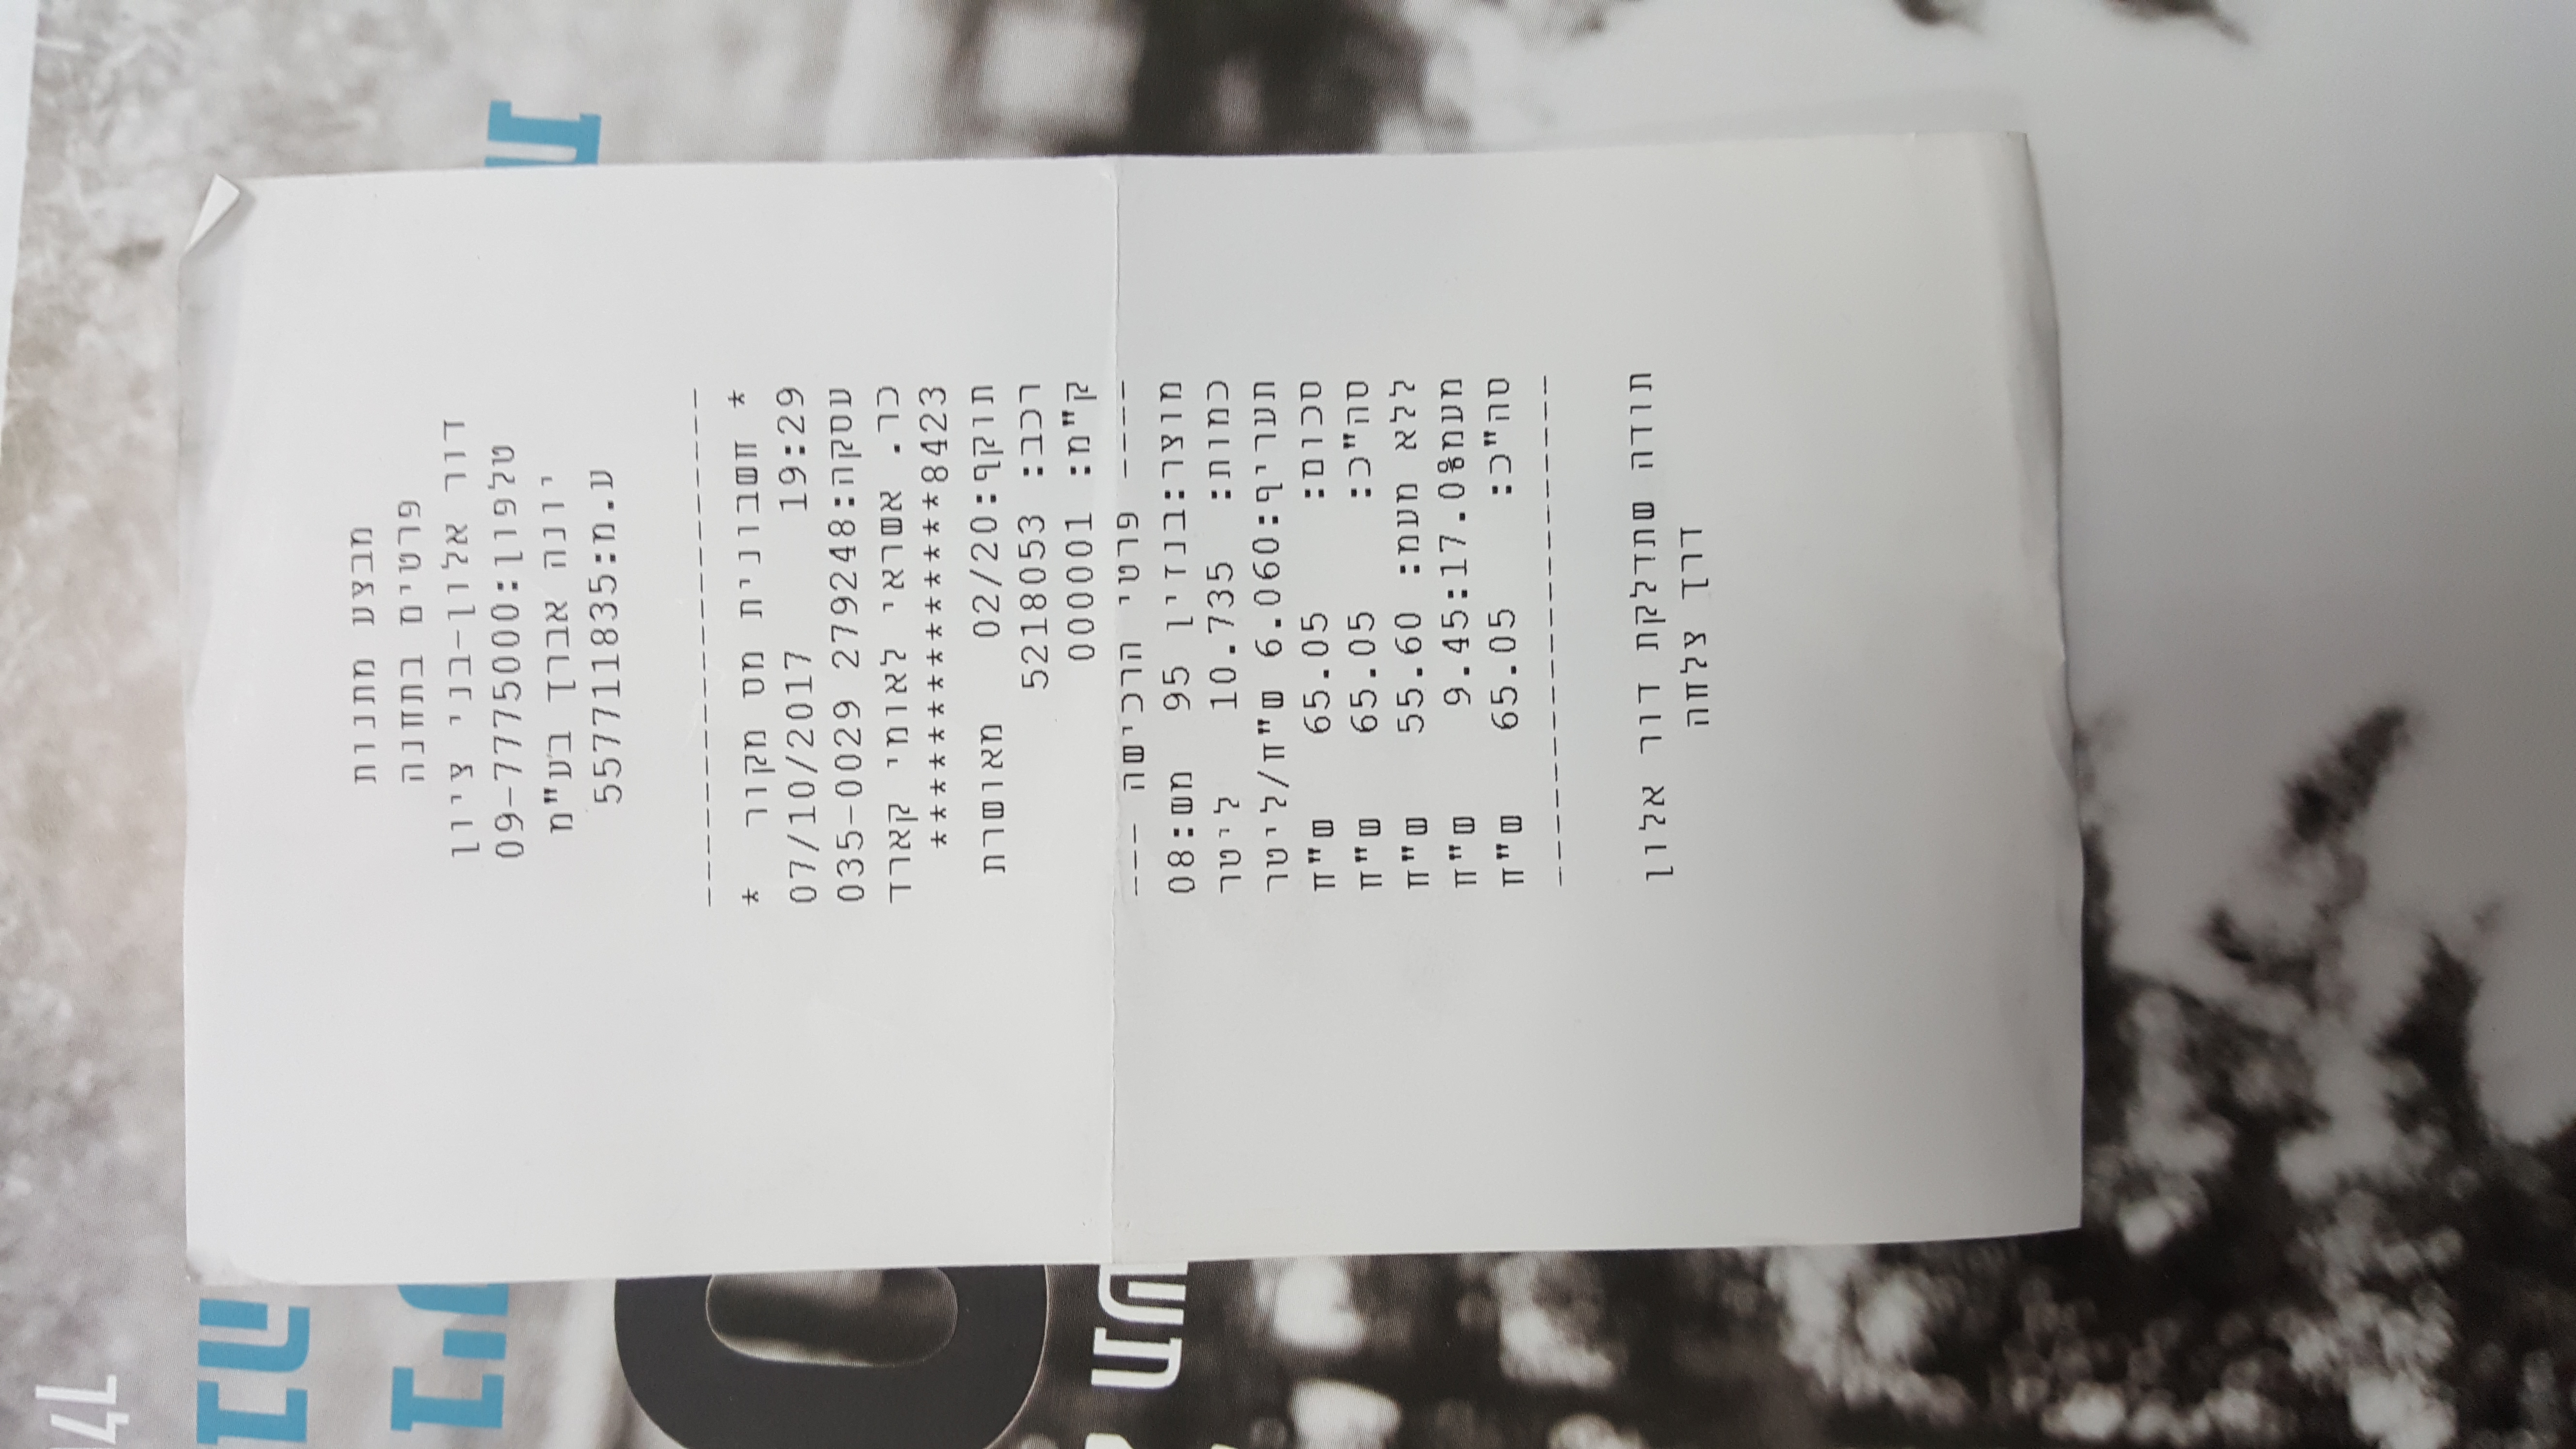 מבצע מתנות
פרטים בתחנה
דור אלון-בני ציון
טלפון:09-7775000
יונה אברך בע"מ
ע.מ:557711835
--------------------
* חשבונית מס מקור *
19:29 07/10/2017
עסקה:279248 035-0029
כר. אשראי לאומי קארד
**************8423
תוקף:02/20 מאושרת
רכב: 5218053
ק"מ: 000001
---- פרטי הרכישה ---
מוצר:בנזין 95 מש:08
כמות: 10.735 ליטר
תעריף:6.060 ש"ח/ליטר
סכום: 65.05 ש"ח
סה"כ: 65.05 ש"ח
ללא מעמ: 55.60 ש"ח
מעמ17.0%:9.45 ש"ח
סה"כ: 65.05 ש"ח
--------------------
תודה שתדלקת דור אלון
דרך צלחה